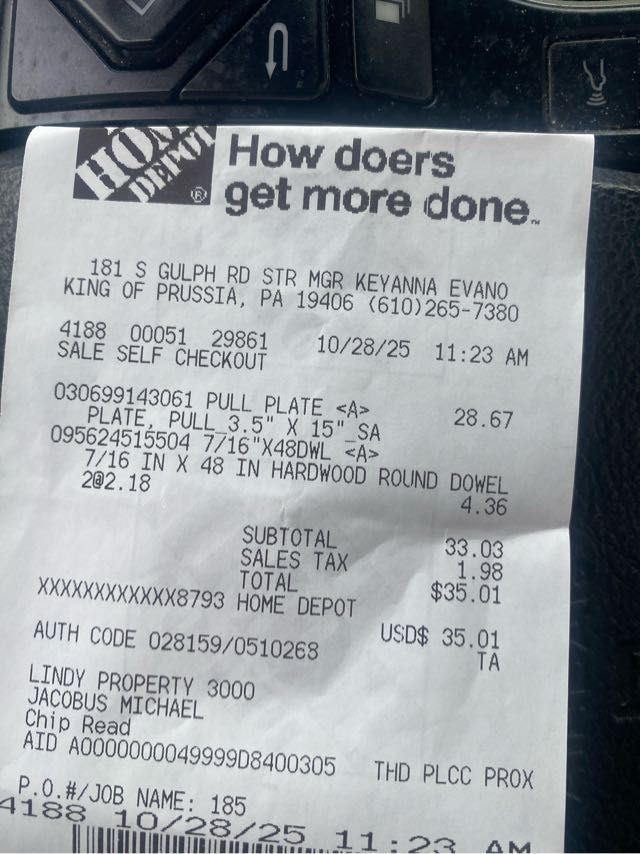 HOME DEPOT ®
How doers
get more done.™
181 S GULPH RD STR MGR KEYANNA EVANO
KING OF PRUSSIA, PA 19406 (610)265-7380
4188 00051 29861 10/28/25 11:23 AM
SALE SELF CHECKOUT
030699143061 PULL PLATE <A> 28.67
PLATE, PULL 3.5" X 15" SA
095624515504 7/16"X48DWL <A>
7/16 IN X 48 IN HARDWOOD ROUND DOWEL
2@2.18 4.36
SUBTOTAL 33.03
SALES TAX 1.98
TOTAL $35.01
XXXXXXXXXXXX8793 HOME DEPOT
USD$ 35.01
AUTH CODE 028159/0510268 TA
LINDY PROPERTY 3000
JACOBUS MICHAEL
Chip Read
AID A0000000049999D8400305 THD PLCC PROX
P.O.#/JOB NAME: 185
4188 10/28/25 11:23 AM